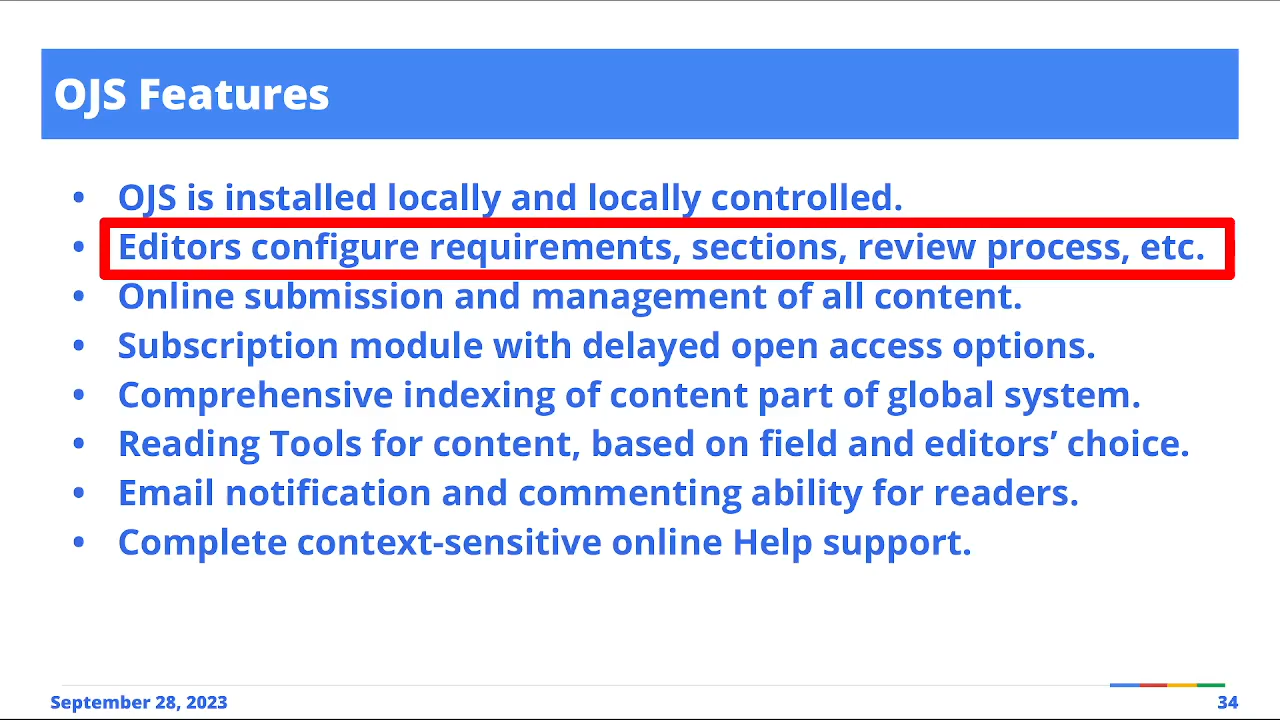 OJS Features
• OJS is installed locally and locally controlled.
• Editors configure requirements, sections, review process, etc.
• Online submission and management of all content.
• Subscription module with delayed open access options.
• Comprehensive indexing of content part of global system.
• Reading Tools for content, based on field and editors’ choice.
• Email notification and commenting ability for readers.
• Complete context-sensitive online Help support.
September 28, 2023
34